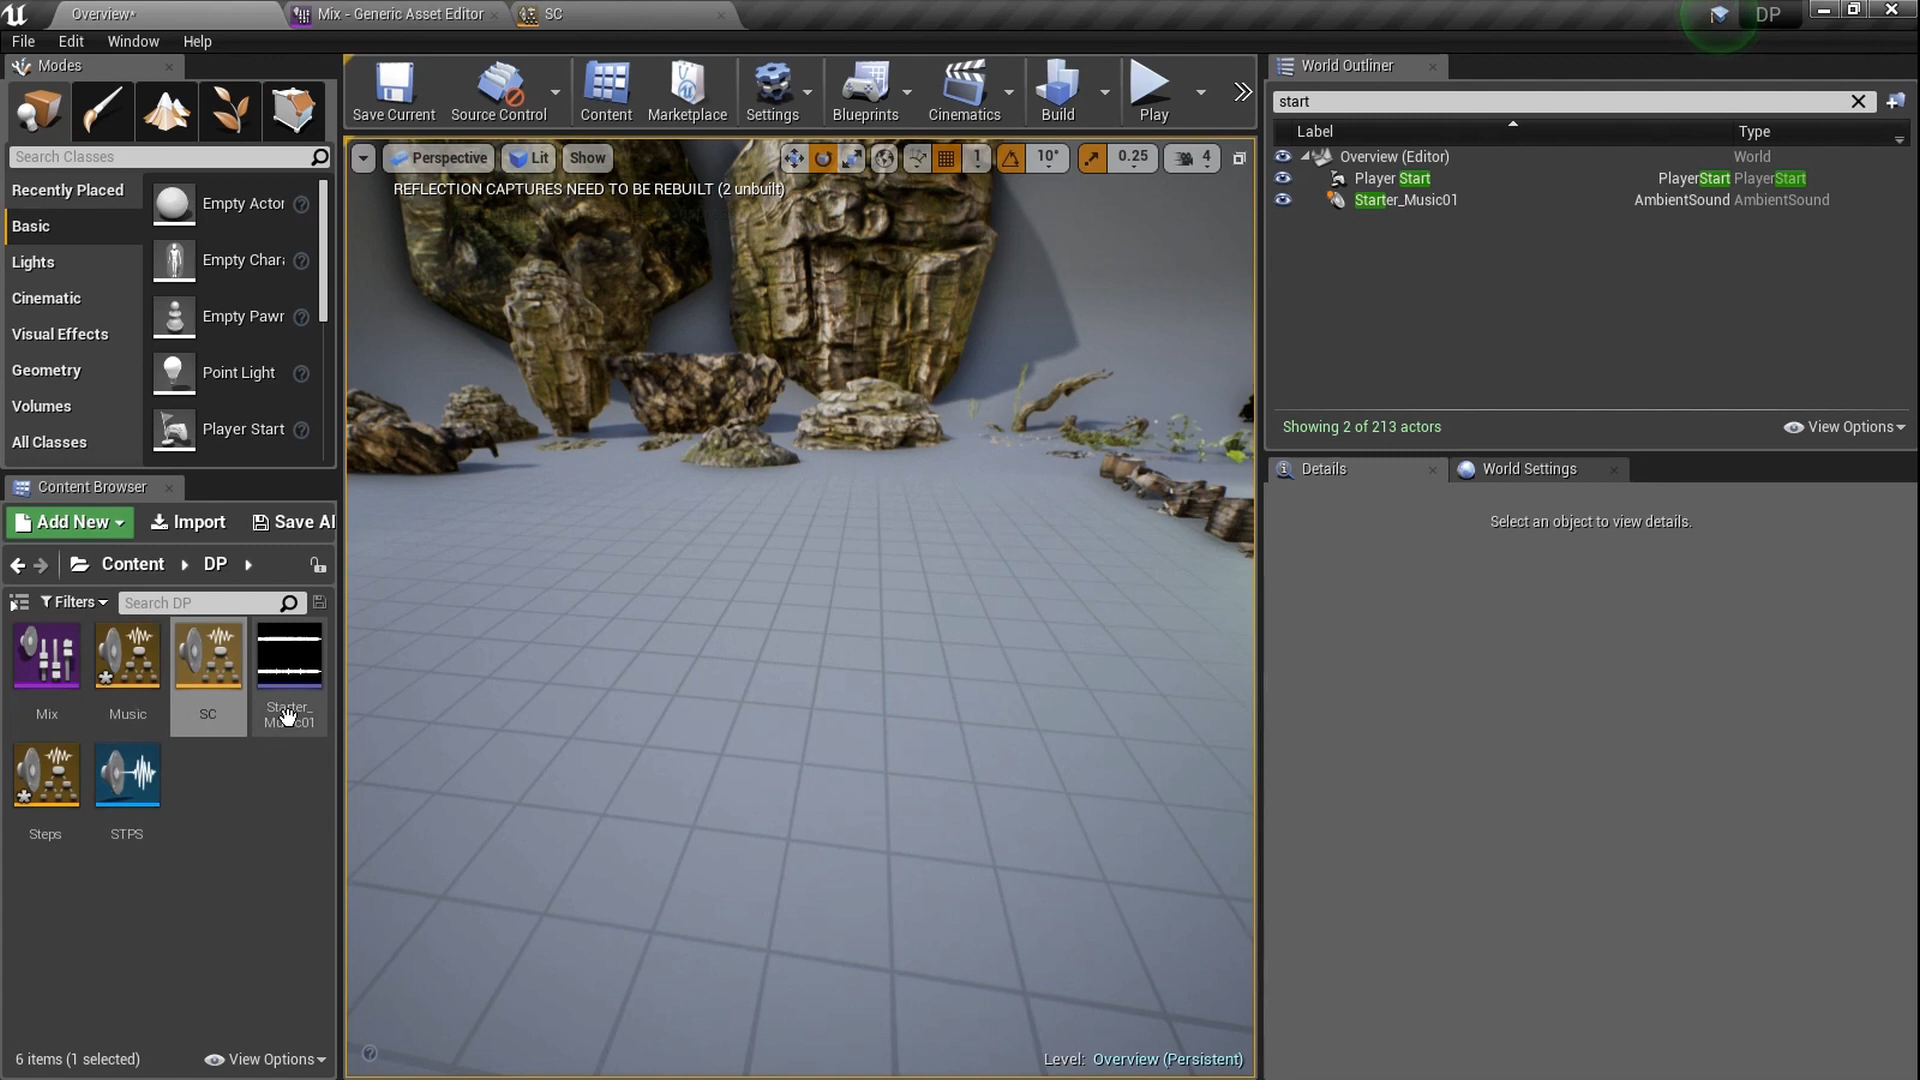 Overview*
Mix - Generic Asset Editor
SC
DP
File
Edit
Window
Help
Modes
Search Classes
Recently Placed
Basic
Lights
Cinematic
Visual Effects
Geometry
Volumes
All Classes
Empty Actor
Empty Chara
Empty Pawn
Point Light
Player Start
Save Current
Source Control
Content
Marketplace
Settings
Blueprints
Cinematics
Build
Play
Perspective
Lit
Show
1
10°
0.25
4
REFLECTION CAPTURES NEED TO BE REBUILT (2 unbuilt)
Level: Overview (Persistent)
World Outliner
start
Label
Type
Overview (Editor)
World
Player Start
PlayerStart PlayerStart
Starter_Music01
AmbientSound AmbientSound
Showing 2 of 213 actors
View Options
Details
World Settings
Select an object to view details.
Content Browser
Add New
Import
Save Al
Content
DP
Filters
Search DP
Mix
Music
SC
Starter_
Music01
Steps
STPS
6 items (1 selected)
View Options